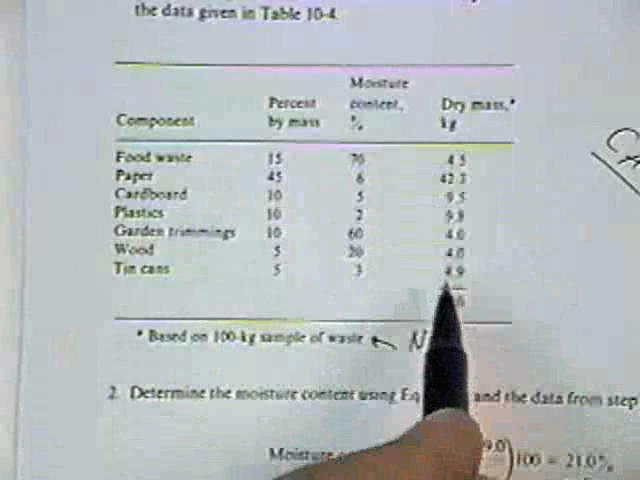 the data given in Table 10-4.
Moisture
Percent content, Dry mass,*
Component by mass % kg
Food waste 15 70 4.5
Paper 45 6 42.3
Cardboard 10 5 9.5
Plastics 10 2 9.8
Garden trimmings 10 60 4.0
Wood 5 20 4.0
Tin cans 5 3 4.9
* Based on 100-kg sample of waste
2. Determine the moisture content using Eq and the data from step
Moisture 9.0 100 = 21.0%